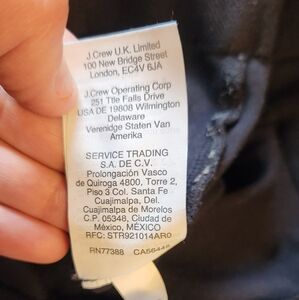 J.Crew U.K. Limited
100 New Bridge Street
London, EC4V 6JA
J.Crew Operating Corp
251 Ttle Falls Drive
USA DE 19808 Wilmington
Delaware
Verenidge Staten Van
Amerika
SERVICE TRADING
S.A. DE C.V.
Prolongación Vasco
de Quiroga 4800, Torre 2,
Piso 3 Col. Santa Fe
Cuajimalpa, Del.
Cuajimalpa de Morelos
C.P. 05348, Ciudad de
México, MÉXICO
RFC: STR921014AR0
RN77388